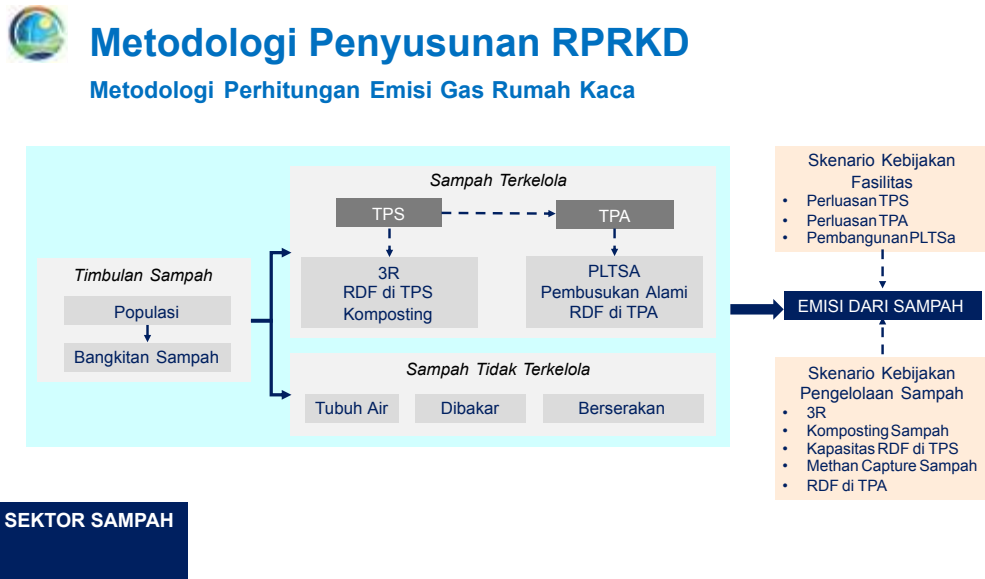 Metodologi Penyusunan RPRKD
Metodologi Perhitungan Emisi Gas Rumah Kaca
Timbulan Sampah
Populasi
Bangkitan Sampah
Sampah Terkelola
TPS
TPA
3R
RDF di TPS
Komposting
PLTSA
Pembusukan Alami
RDF di TPA
Sampah Tidak Terkelola
Tubuh Air
Dibakar
Berserakan
Skenario Kebijakan
Fasilitas
• Perluasan TPS
• Perluasan TPA
• Pembangunan PLTSa
EMISI DARI SAMPAH
Skenario Kebijakan
Pengelolaan Sampah
• 3R
• Komposting Sampah
• Kapasitas RDF di TPS
• Methan Capture Sampah
• RDF di TPA
SEKTOR SAMPAH